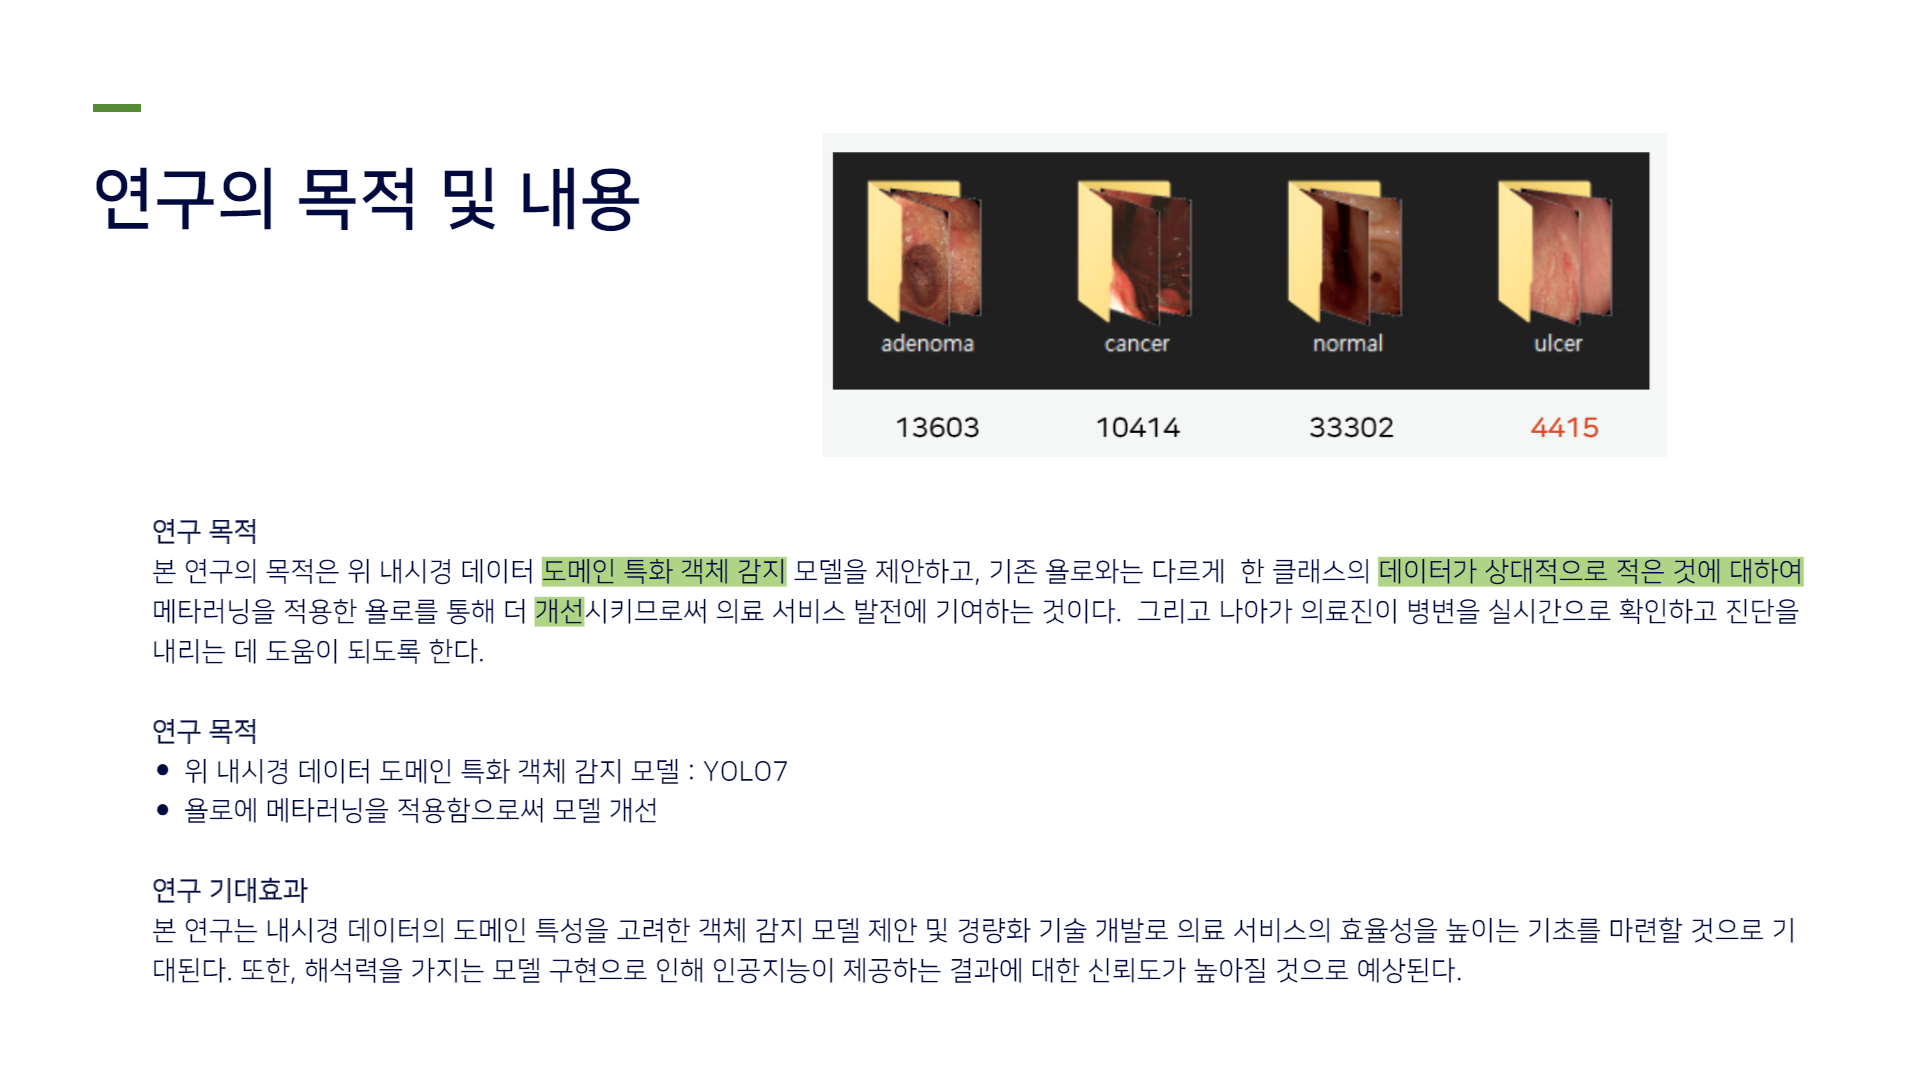 연구의 목적 및 내용
adenoma cancer normal ulcer
13603 10414 33302 4415
연구 목적
본 연구의 목적은 위 내시경 데이터 도메인 특화 객체 감지 모델을 제안하고, 기존 욜로와는 다르게 한 클래스의 데이터가 상대적으로 적은 것에 대하여
메타러닝을 적용한 욜로를 통해 더 개선시키므로써 의료 서비스 발전에 기여하는 것이다. 그리고 나아가 의료진이 병변을 실시간으로 확인하고 진단을
내리는 데 도움이 되도록 한다.
연구 목적
• 위 내시경 데이터 도메인 특화 객체 감지 모델 : YOLO7
• 욜로에 메타러닝을 적용함으로써 모델 개선
연구 기대효과
본 연구는 내시경 데이터의 도메인 특성을 고려한 객체 감지 모델 제안 및 경량화 기술 개발로 의료 서비스의 효율성을 높이는 기초를 마련할 것으로 기
대된다. 또한, 해석력을 가지는 모델 구현으로 인해 인공지능이 제공하는 결과에 대한 신뢰도가 높아질 것으로 예상된다.